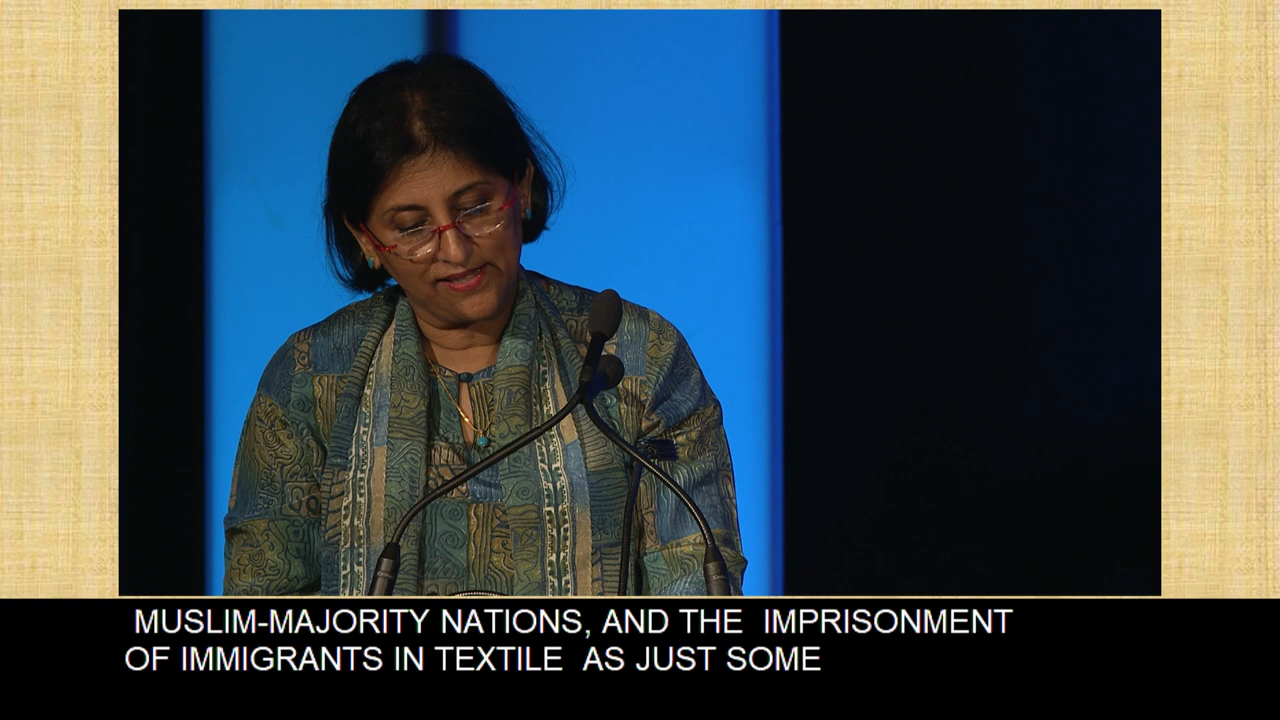 MUSLIM-MAJORITY NATIONS, AND THE IMPRISONMENT
OF IMMIGRANTS IN TEXTILE AS JUST SOME